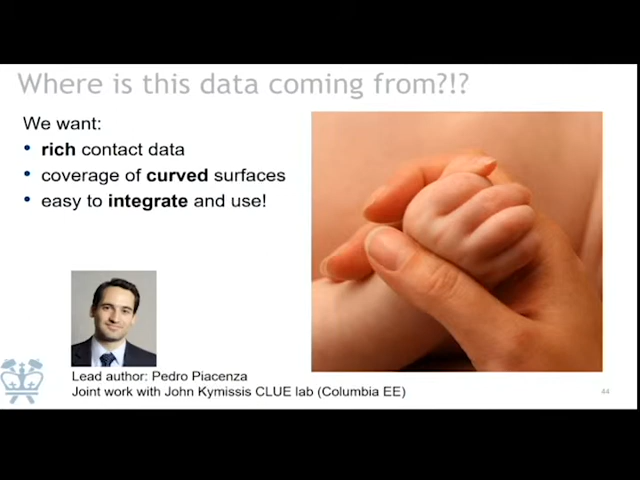 Where is this data coming from?!?
We want:
• rich contact data
• coverage of curved surfaces
• easy to integrate and use!
Lead author: Pedro Piacenza
Joint work with John Kymissis CLUE lab (Columbia EE)
44